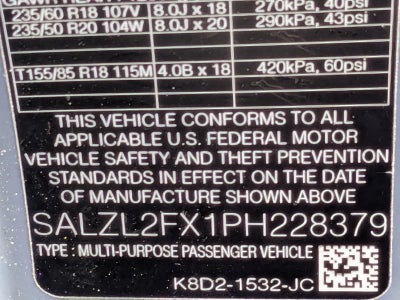 235/60 R18 107W 8.0J x 18 270kPa, 40psi
235/50 R20 104W 8.0J x 20 290kPa, 43psi
T155/85 R18 115M 4.0B x 18 420kPa, 60psi
THIS VEHICLE CONFORMS TO ALL
APPLICABLE U.S. FEDERAL MOTOR
VEHICLE SAFETY AND THEFT PREVENTION
STANDARDS IN EFFECT ON THE DATE
OF MANUFACTURE SHOWN ABOVE
SALZL2FX1PH228379
TYPE : MULTI-PURPOSE PASSENGER VEHICLE
K8D2-1532-JC